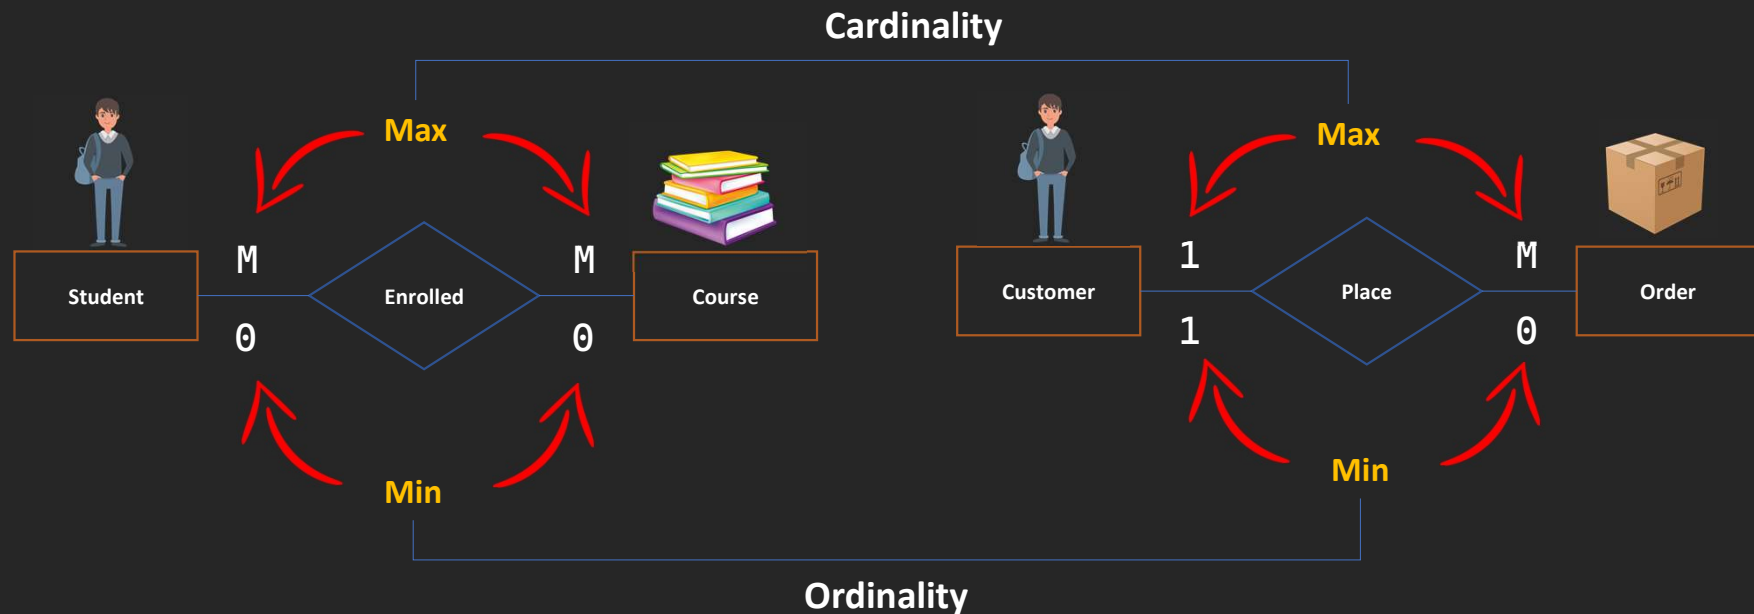 Cardinality
Max
Max
M
M
1
M
Student
Enrolled
Course
Customer
Place
Order
0
0
1
0
Min
Min
Ordinality